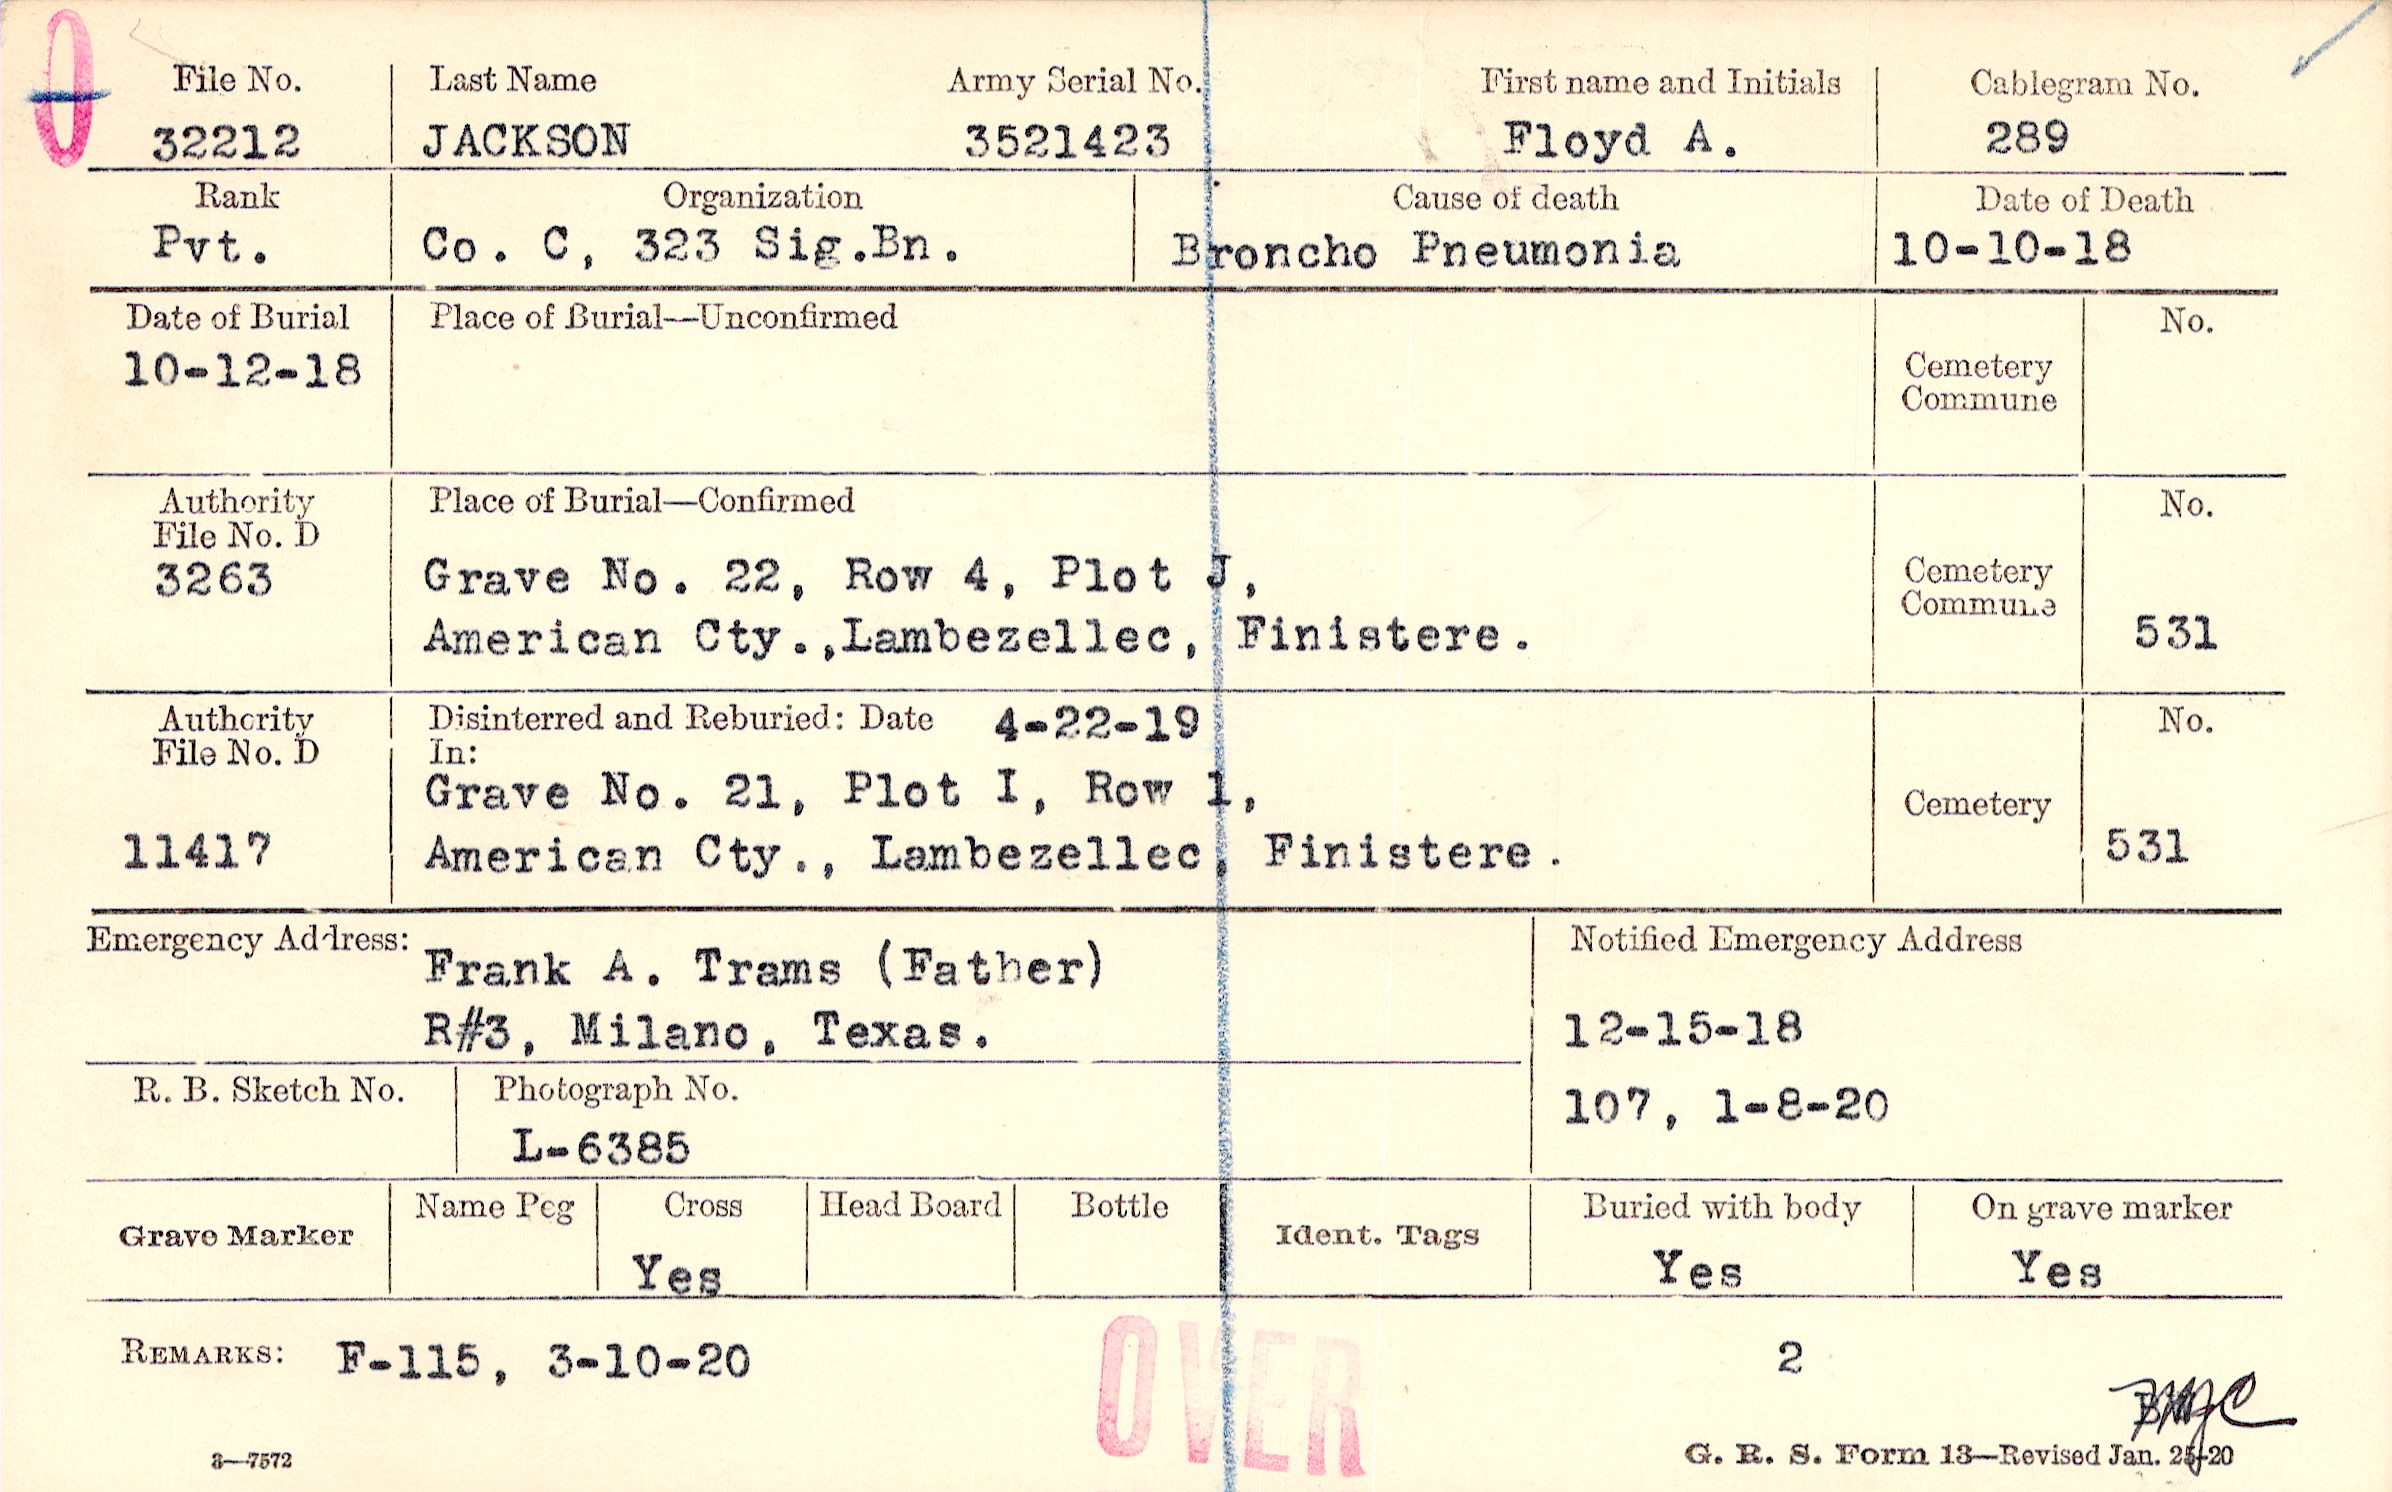 File No. Last Name Army Serial No. First name and Initials Cablegram No.
32212 JACKSON 3521423 Floyd A. 289
Rank Organization Cause of death Date of Death
Pvt. Co. C, 323 Sig.Bn. Broncho Pneumonia 10-10-18
Date of Burial Place of Burial—Unconfirmed No.
10-12-18 Cemetery
Commune
Authority Place of Burial—Confirmed No.
File No. D
3263 Grave No. 22, Row 4, Plot J, Cemetery
Commune
American Cty.,Lambezellec, Finistere. 531
Authority Disinterred and Reburied: Date 4-22-19 No.
File No. D In:
Grave No. 21, Plot I, Row 1, Cemetery
11417 American Cty., Lambezellec, Finistere. 531
Emergency Address: Notified Emergency Address
Frank A. Trams (Father)
R#3, Milano, Texas. 12-15-18
R. B. Sketch No. Photograph No. 107, 1-8-20
L-6385
Grave Marker Name Peg Cross Head Board Bottle Ident. Tags Buried with body On grave marker
Yes Yes Yes
REMARKS: F-115, 3-10-20 2
OVER
3—7572 G. R. S. Form 13—Revised Jan. 25-20